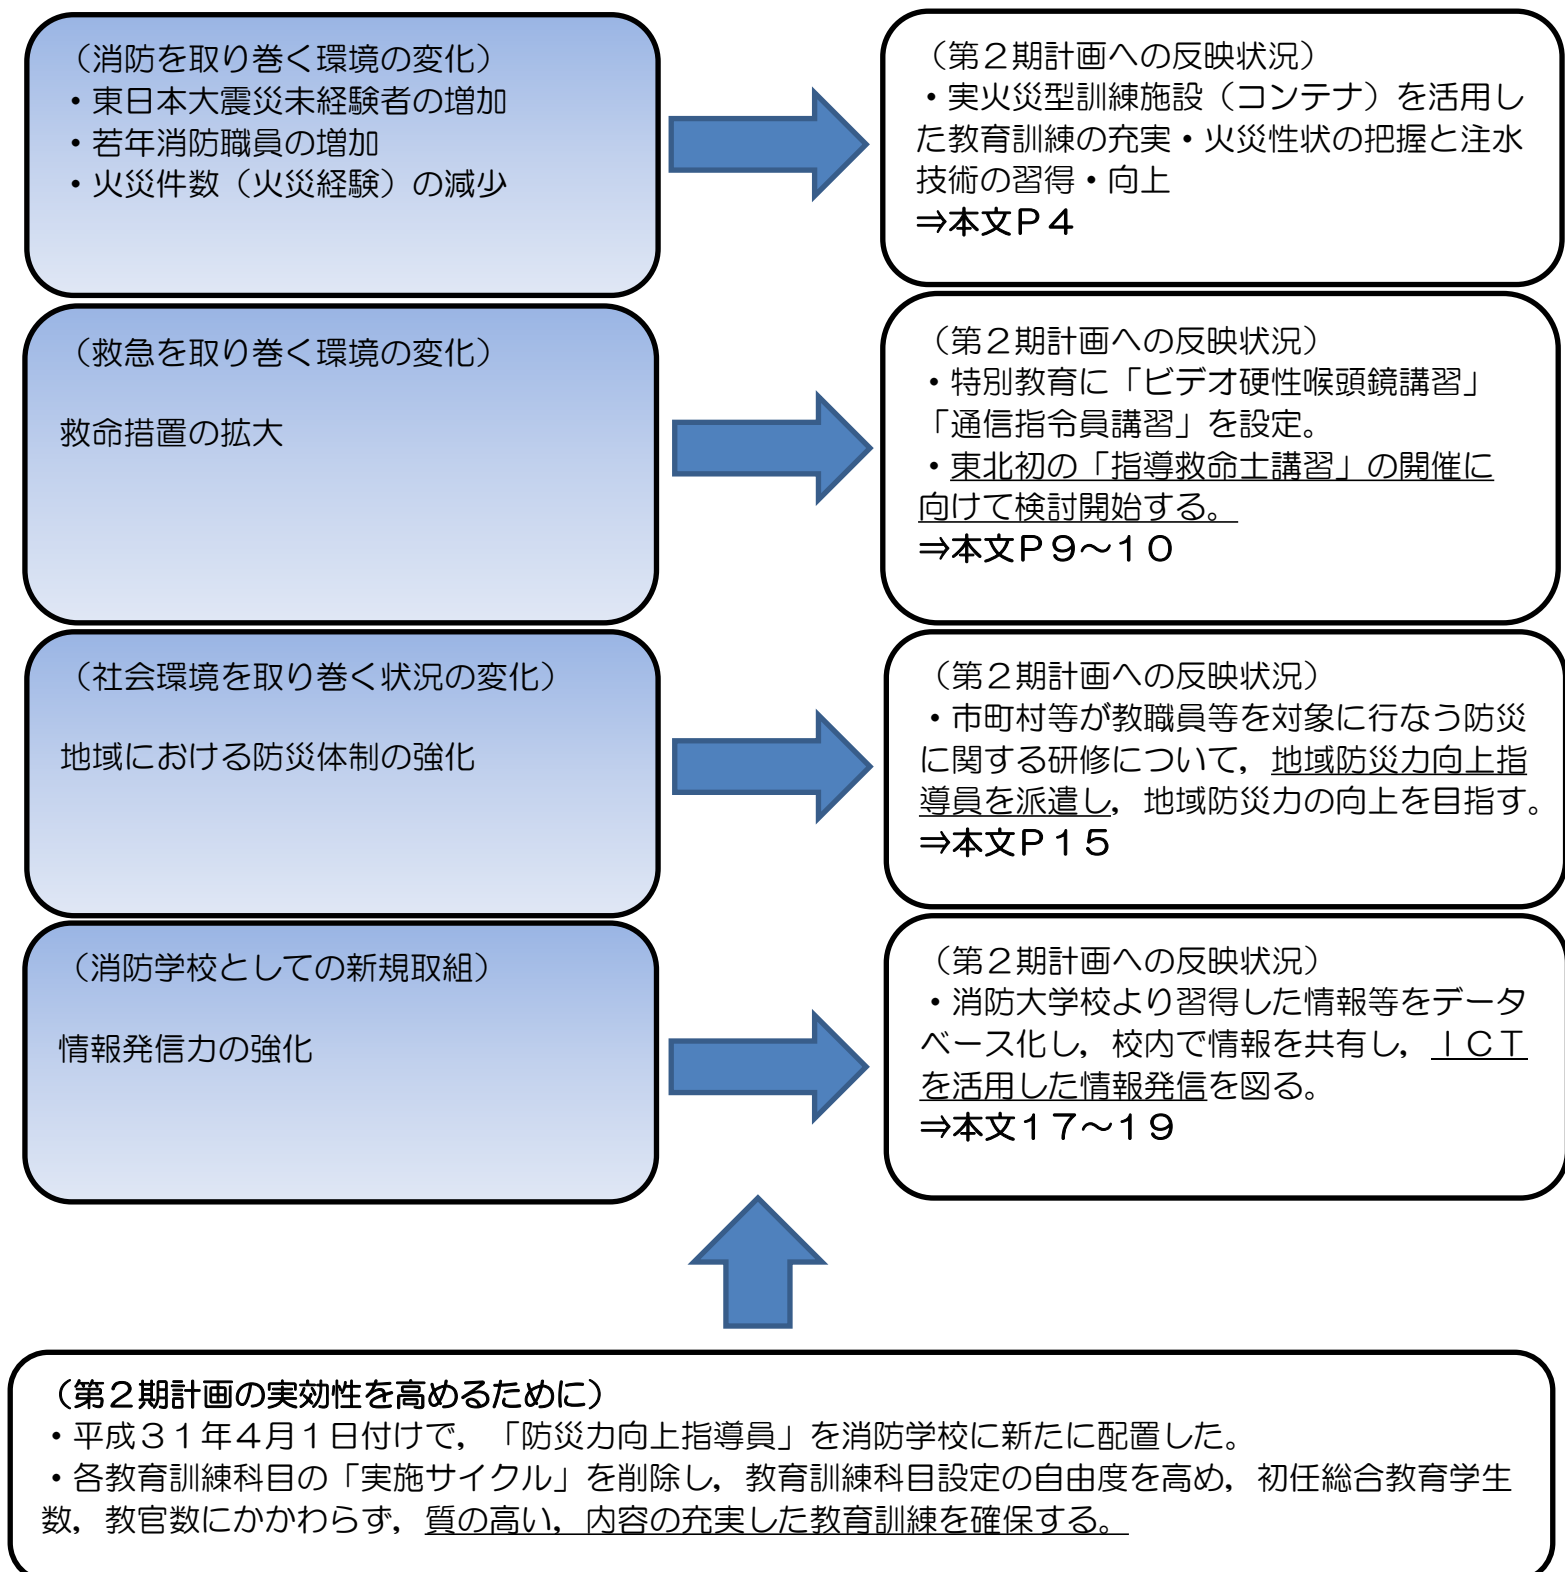 （消防を取り巻く環境の変化）
・東日本大震災未経験者の増加
・若年消防職員の増加
・火災件数（火災経験）の減少
（第２期計画への反映状況）
・実火災型訓練施設（コンテナ）を活用し
た教育訓練の充実・火災性状の把握と注水
技術の習得・向上
⇒本文Ｐ４
（救急を取り巻く環境の変化）
救命措置の拡大
（第２期計画への反映状況）
・特別教育に「ビデオ硬性喉頭鏡講習」
「通信指令員講習」を設定。
・東北初の「指導救命士講習」の開催に
向けて検討開始する。
⇒本文Ｐ９～１０
（社会環境を取り巻く状況の変化）
地域における防災体制の強化
（第２期計画への反映状況）
・市町村等が教職員等を対象に行なう防災
に関する研修について，地域防災力向上指
導員を派遣し，地域防災力の向上を目指す。
⇒本文Ｐ１５
（消防学校としての新規取組）
情報発信力の強化
（第２期計画への反映状況）
・消防大学校より習得した情報等をデータ
ベース化し，校内で情報を共有し，ＩＣＴ
を活用した情報発信を図る。
⇒本文１７～１９
（第２期計画の実効性を高めるために）
・平成３１年４月１日付けで，「防災力向上指導員」を消防学校に新たに配置した。
・各教育訓練科目の「実施サイクル」を削除し，教育訓練科目設定の自由度を高め，初任総合教育学生
数，教官数にかかわらず，質の高い，内容の充実した教育訓練を確保する。